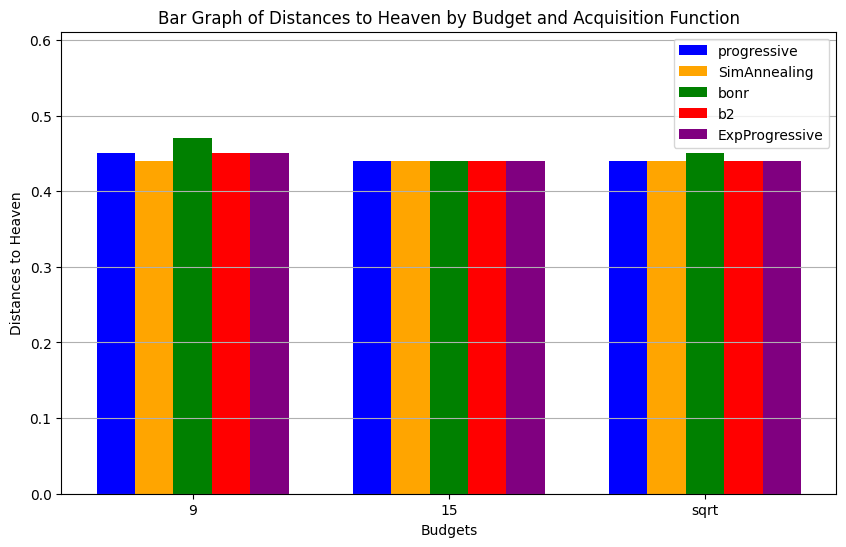 Bar Graph of Distances to Heaven by Budget and Acquisition Function
progressive
SimAnnealing
bonr
b2
ExpProgressive
Distances to Heaven
0.6
0.5
0.4
0.3
0.2
0.1
0.0
9
15
sqrt
Budgets